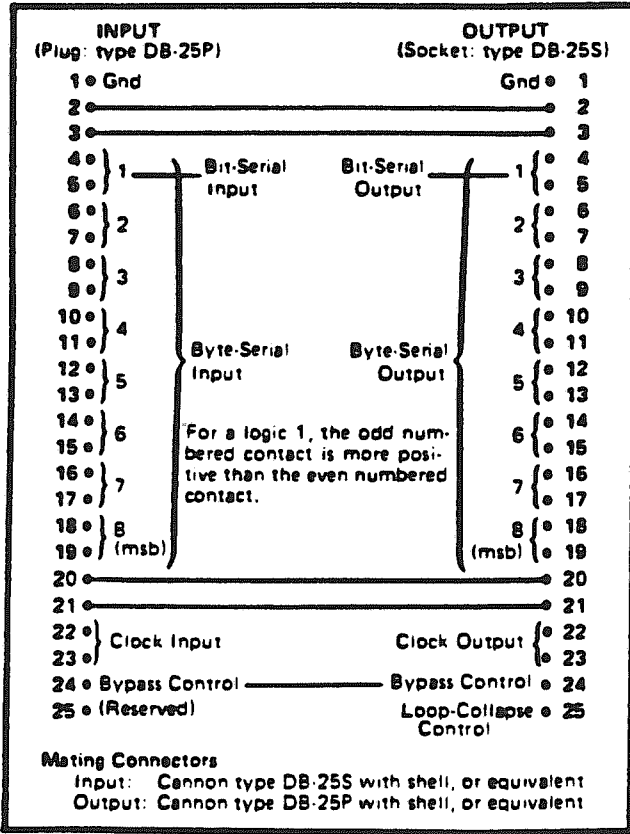 INPUT OUTPUT
(Plug: type DB-25P) (Socket: type DB-25S)
1 Gnd Gnd 1
2 2
3 3
4 4
1 Bit-Serial Input Bit-Serial Output 1
5 5
6 6
2 2
7 7
8 8
3 3
9 9
10 10
4 4
11 11
Byte-Serial Input Byte-Serial Output
12 12
5 5
13 13
14 14
6 6
15 15
For a logic 1, the odd num-
bered contact is more posi-
tive than the even numbered
contact.
16 16
7 7
17 17
18 18
8 (msb) 8 (msb)
19 19
20 20
21 21
22 22
Clock Input Clock Output
23 23
24 Bypass Control Bypass Control 24
25 (Reserved) Loop-Collapse 25
Control
Mating Connectors
Input: Cannon type DB-25S with shell, or equivalent
Output: Cannon type DB-25P with shell, or equivalent